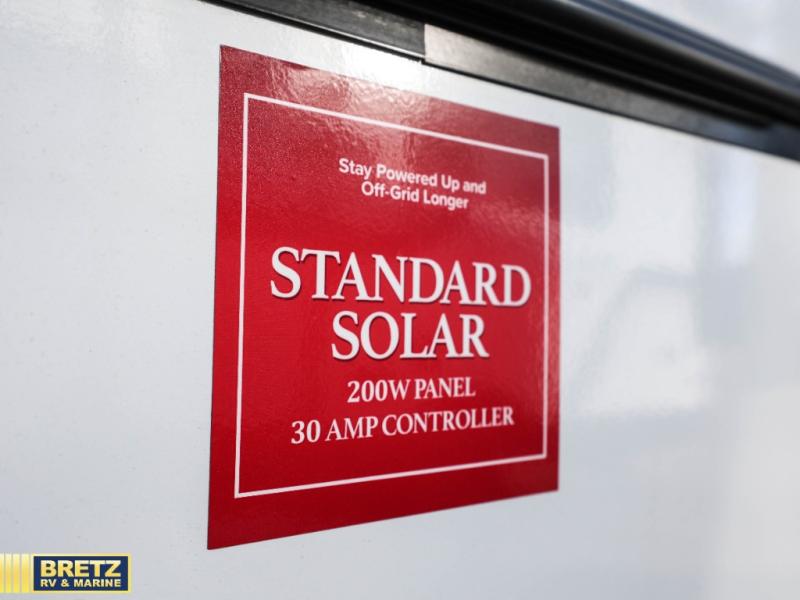 Stay Powered Up and
Off-Grid Longer
STANDARD
SOLAR
200W PANEL
30 AMP CONTROLLER
BRETZ
RV & MARINE